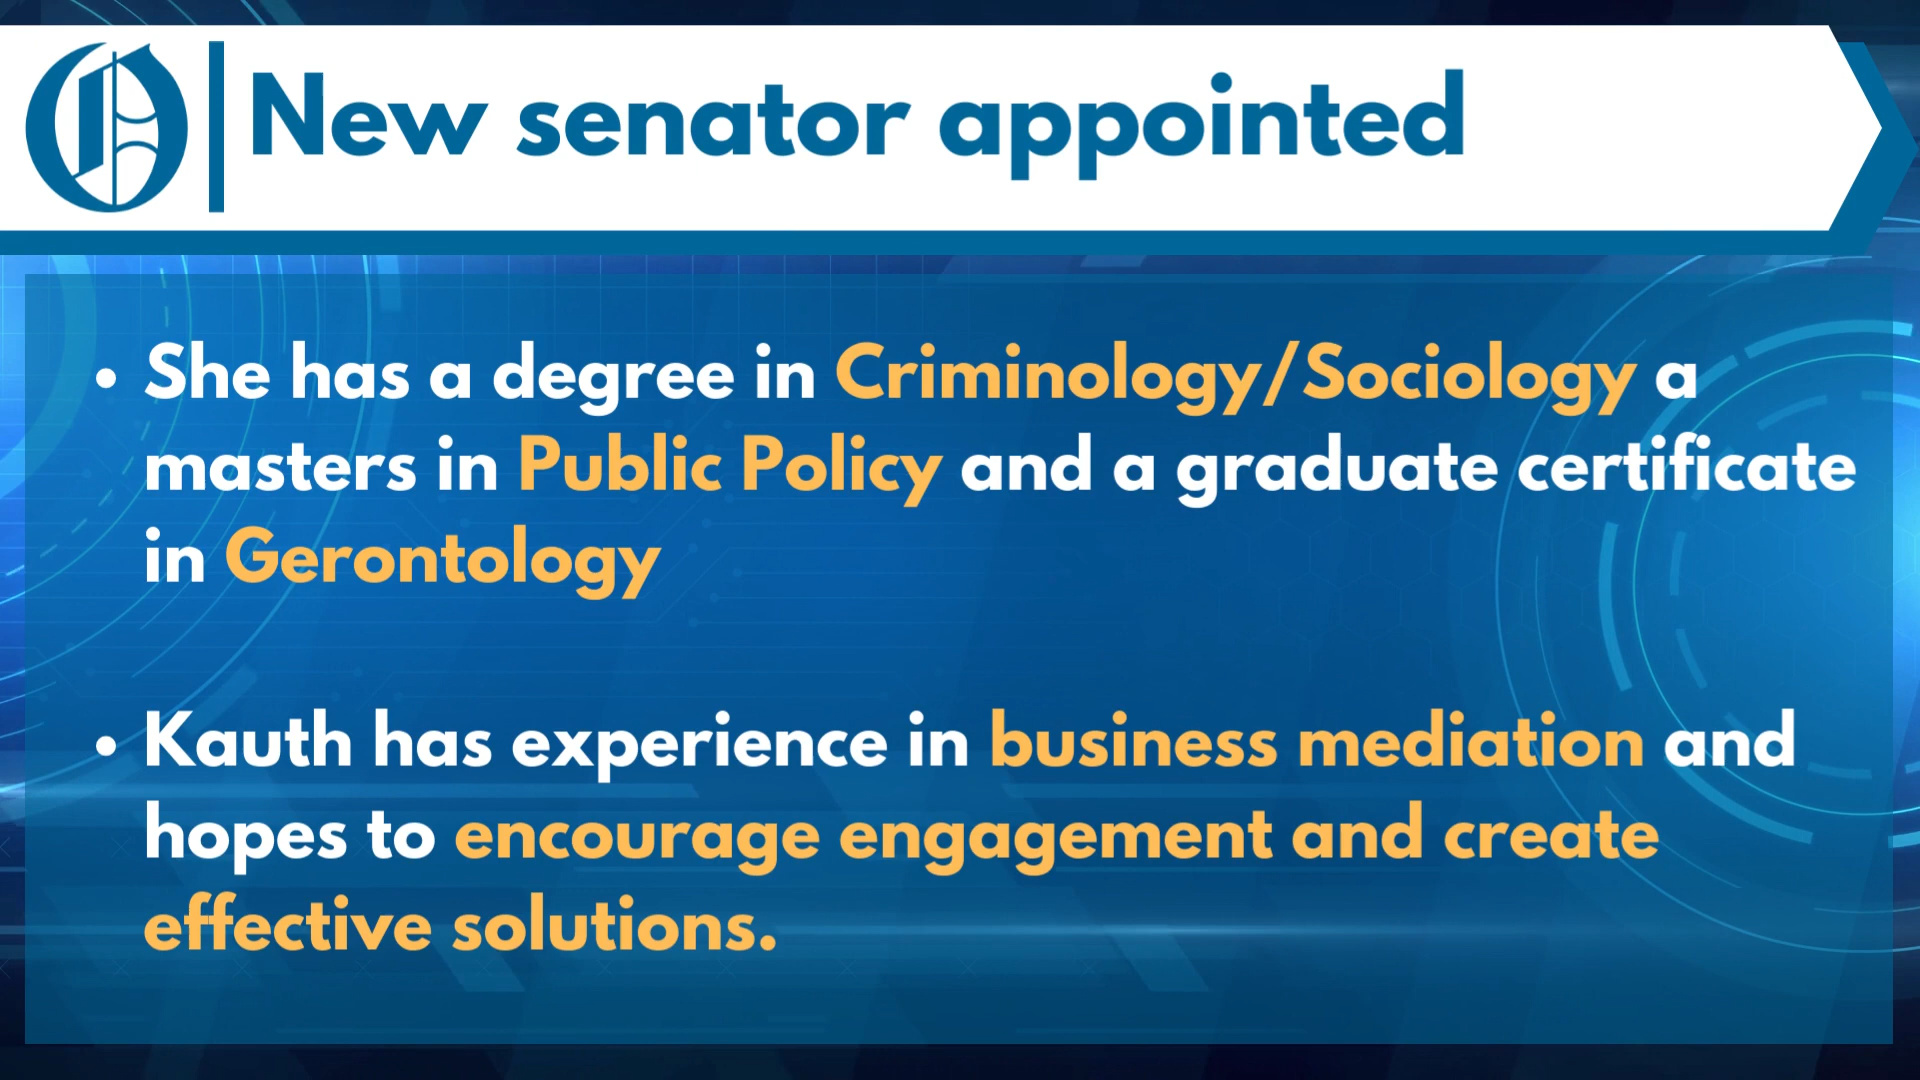 O
New senator appointed
• She has a degree in Criminology/Sociology a
masters in Public Policy and a graduate certificate
in Gerontology
• Kauth has experience in business mediation and
hopes to encourage engagement and create
effective solutions.